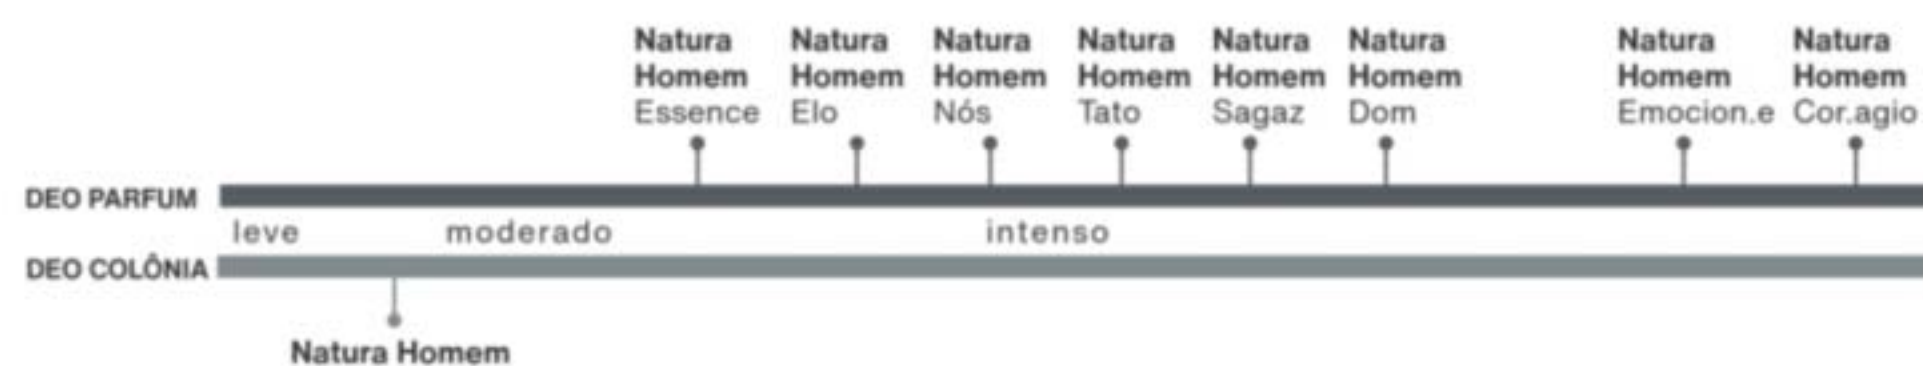 Natura Homem Essence
Natura Homem Elo
Natura Homem Nós
Natura Homem Tato
Natura Homem Sagaz
Natura Homem Dom
Natura Homem Emocion.e
Natura Homem Cor.agio
DEO PARFUM
leve moderado intenso
DEO COLÔNIA
Natura Homem